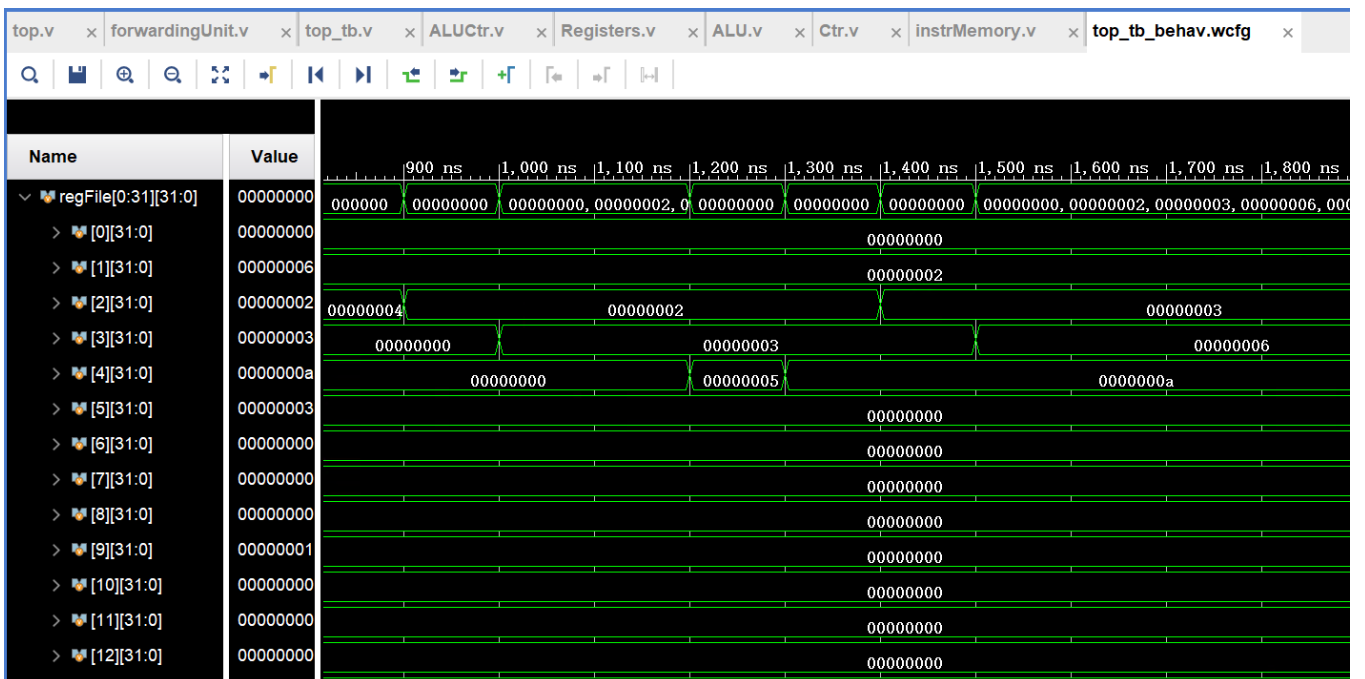 top.v × forwardingUnit.v × top_tb.v × ALUCtr.v × Registers.v × ALU.v × Ctr.v × instrMemory.v × top_tb_behav.wcfg ×
Name Value 900 ns 1,000 ns 1,100 ns 1,200 ns 1,300 ns 1,400 ns 1,500 ns 1,600 ns 1,700 ns 1,800 ns
regFile[0:31][31:0] 00000000 000000 00000000 00000000, 00000002, 0 00000000 00000000 00000000 00000000, 00000002, 00000003, 00000006, 000
[0][31:0] 00000000 00000000
[1][31:0] 00000006 00000002
[2][31:0] 00000002 00000004 00000002 00000003
[3][31:0] 00000003 00000000 00000003 00000006
[4][31:0] 0000000a 00000000 00000005 0000000a
[5][31:0] 00000003 00000000
[6][31:0] 00000000 00000000
[7][31:0] 00000000 00000000
[8][31:0] 00000000 00000000
[9][31:0] 00000001 00000000
[10][31:0] 00000000 00000000
[11][31:0] 00000000 00000000
[12][31:0] 00000000 00000000